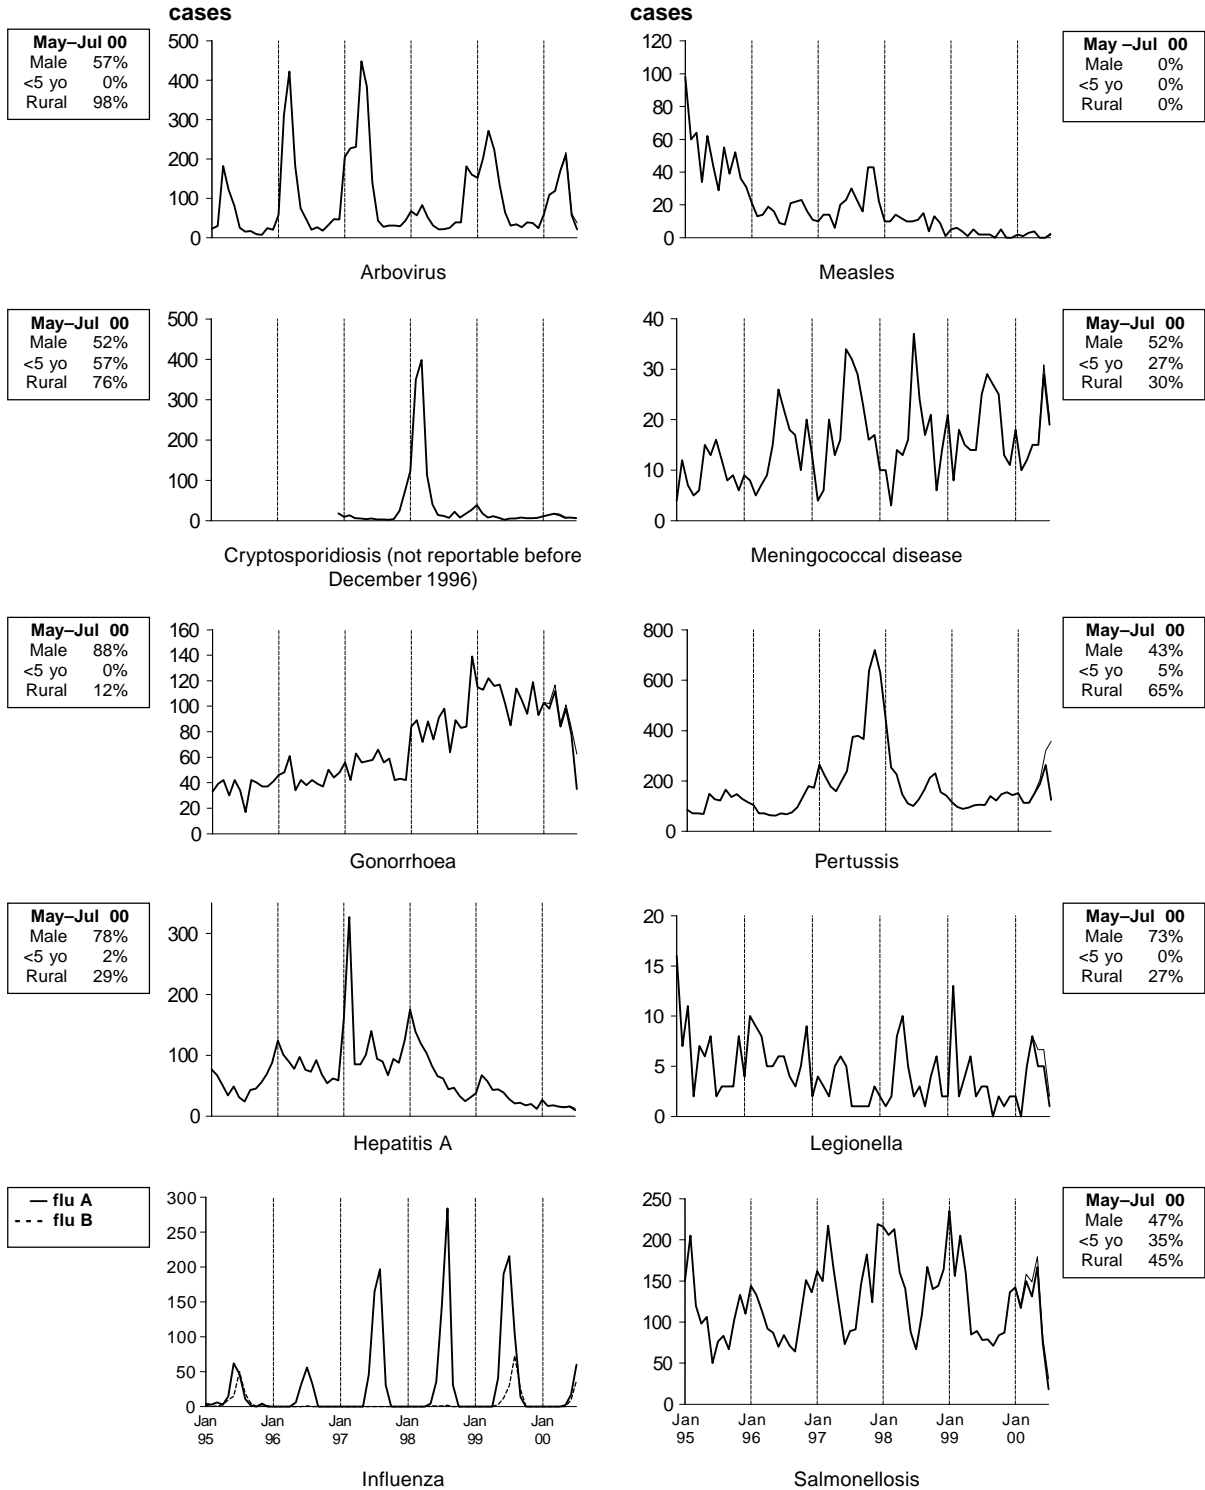 cases
May–Jul 00
Male 57%
<5 yo 0%
Rural 98%
500
400
300
200
100
0
Arbovirus
cases
120
100
80
60
40
20
0
Measles
May –Jul 00
Male 0%
<5 yo 0%
Rural 0%
May–Jul 00
Male 52%
<5 yo 57%
Rural 76%
500
400
300
200
100
0
Cryptosporidiosis (not reportable before
December 1996)
40
30
20
10
0
Meningococcal disease
May–Jul 00
Male 52%
<5 yo 27%
Rural 30%
May–Jul 00
Male 88%
<5 yo 0%
Rural 12%
160
140
120
100
80
60
40
20
0
Gonorrhoea
800
600
400
200
0
Pertussis
May–Jul 00
Male 43%
<5 yo 5%
Rural 65%
May–Jul 00
Male 78%
<5 yo 2%
Rural 29%
300
200
100
0
Hepatitis A
20
15
10
5
0
Legionella
May–Jul 00
Male 73%
<5 yo 0%
Rural 27%
flu A
flu B
300
250
200
150
100
50
0
Jan Jan Jan Jan Jan Jan
95 96 97 98 99 00
Influenza
250
200
150
100
50
0
Jan Jan Jan Jan Jan Jan
95 96 97 98 99 00
Salmonellosis
May–Jul 00
Male 47%
<5 yo 35%
Rural 45%